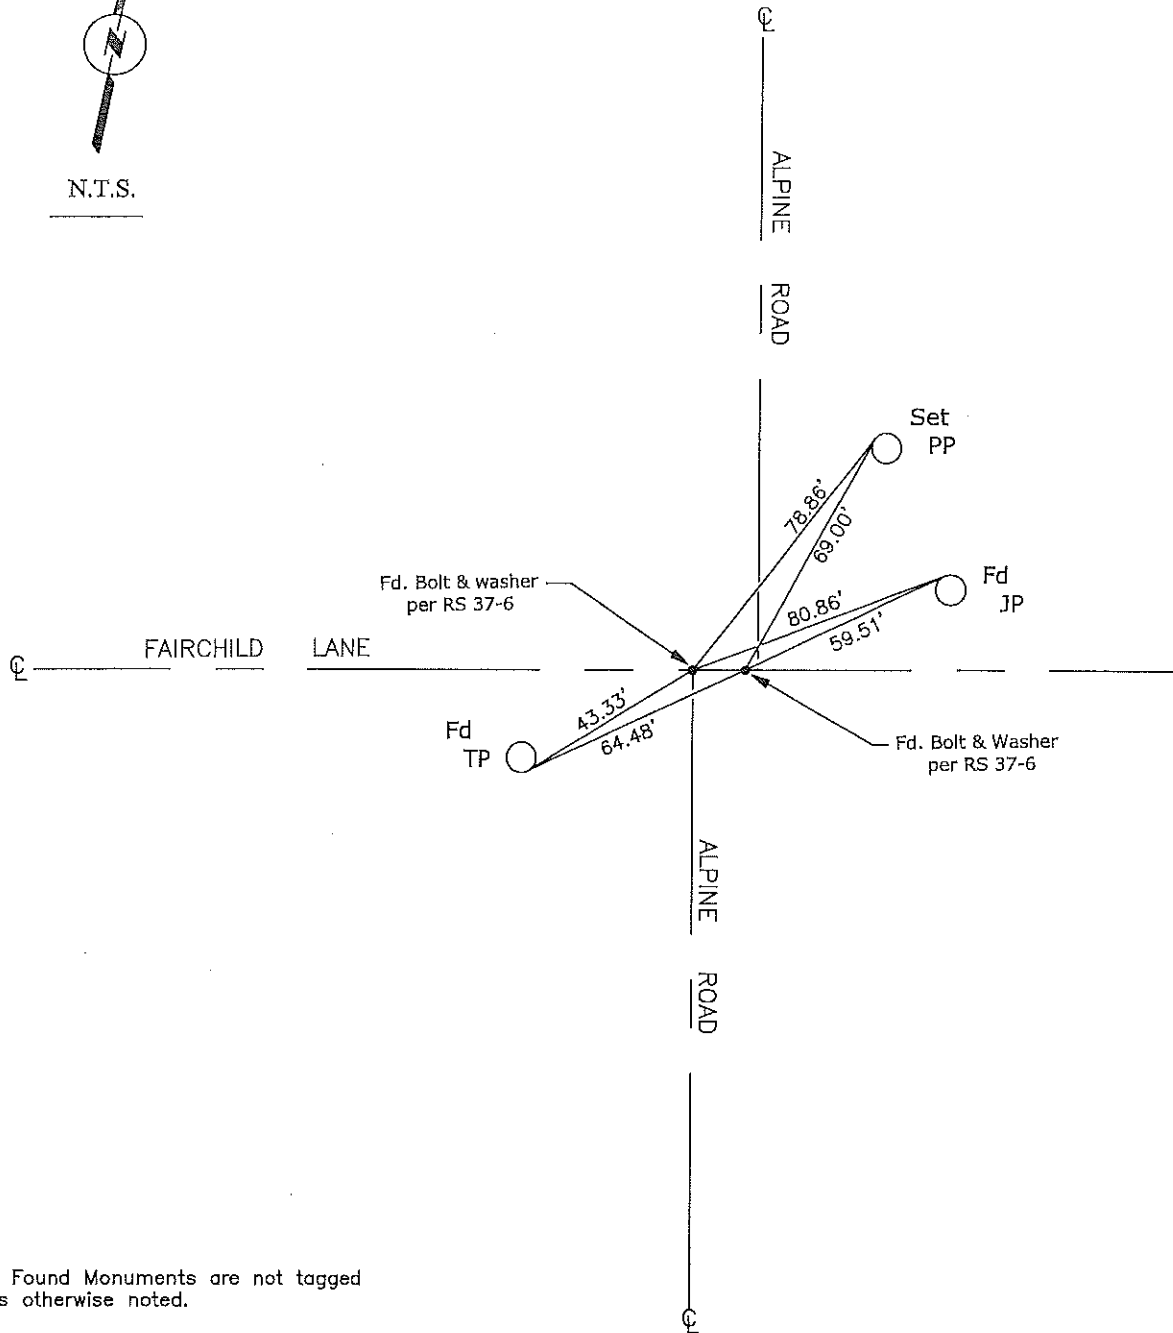 N
N.T.S.
℄
ALPINE ROAD
Set
PP
78.86'
69.00'
Fd. Bolt & washer
per RS 37-6
Fd
JP
80.86'
59.51'
℄
FAIRCHILD LANE
43.33'
64.48'
Fd
TP
Fd. Bolt & Washer
per RS 37-6
ALPINE ROAD
Found Monuments are not tagged
s otherwise noted.
℄